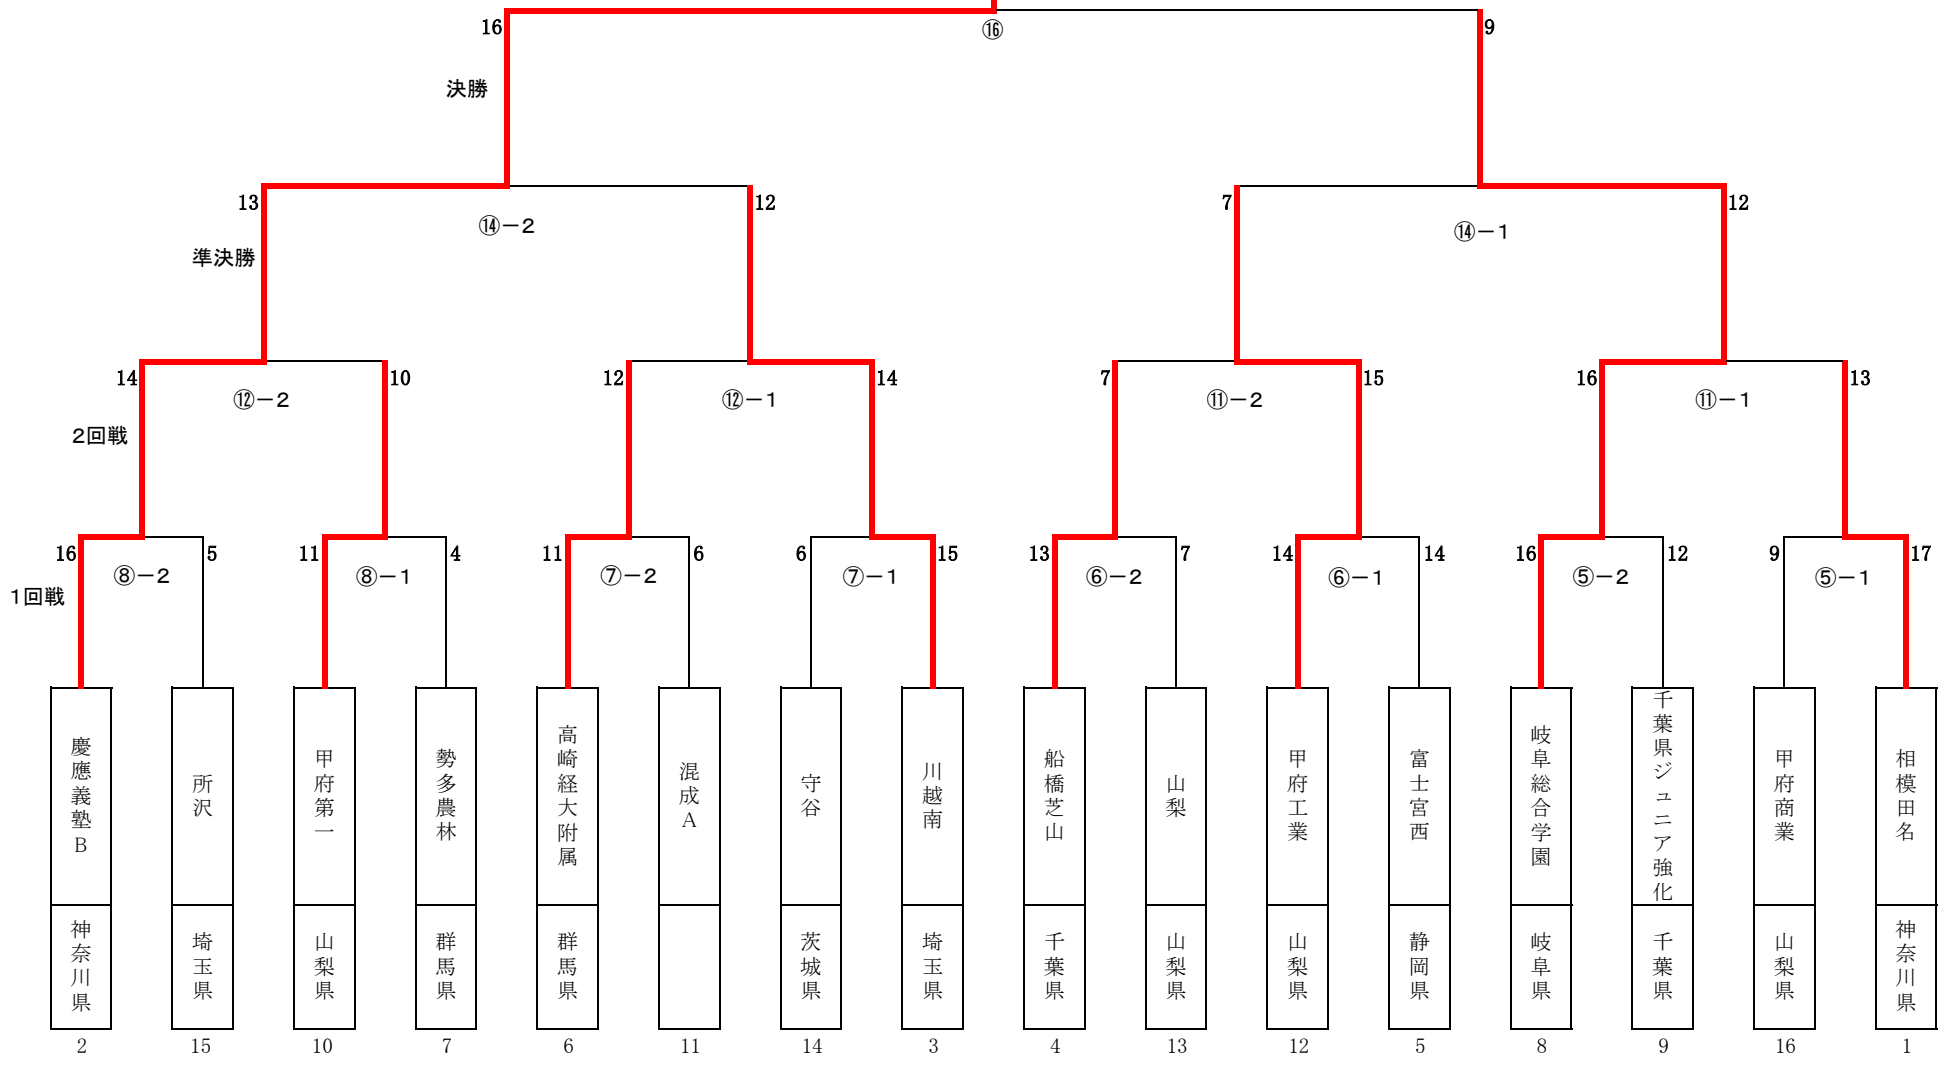 16
⑯
9
決勝
13
12
7
12
⑭－2
⑭－1
準決勝
14
10
12
14
7
15
16
13
⑫－2
⑫－1
⑪－2
⑪－1
2回戦
16
5
11
4
11
6
6
15
13
7
14
14
16
12
9
17
⑧－2
⑧－1
⑦－2
⑦－1
⑥－2
⑥－1
⑤－2
⑤－1
1回戦
慶應義塾B
所沢
甲府第一
勢多農林
高崎経大附属
混成A
守谷
川越南
船橋芝山
山梨
甲府工業
富士宮西
岐阜総合学園
千葉県ジュニア強化
甲府商業
相模田名
神奈川県
埼玉県
山梨県
群馬県
群馬県
茨城県
埼玉県
千葉県
山梨県
山梨県
静岡県
岐阜県
千葉県
山梨県
神奈川県
2
15
10
7
6
11
14
3
4
13
12
5
8
9
16
1